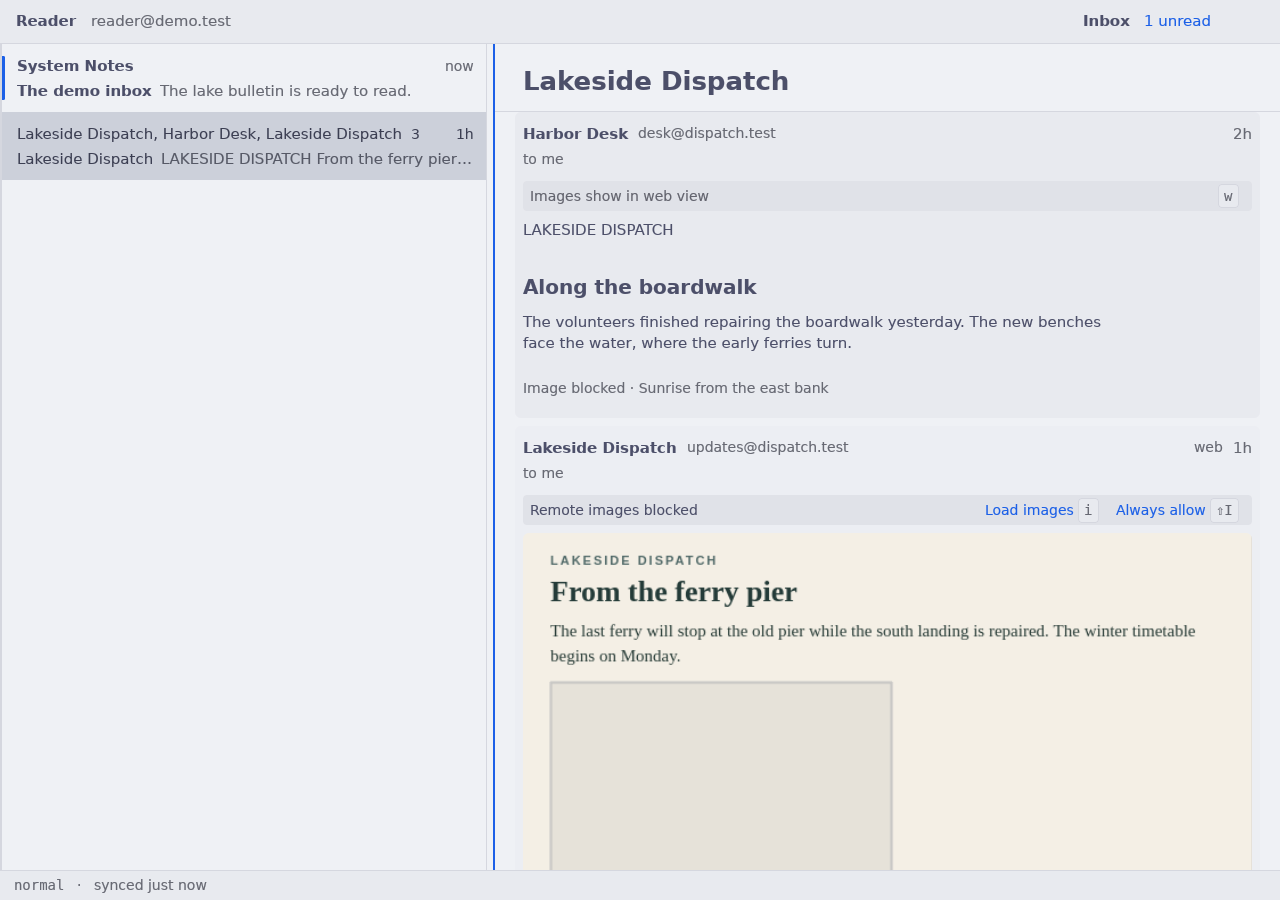 Reader reader@demo.test
Inbox 1 unread
System Notes now
The demo inbox The lake bulletin is ready to read.
Lakeside Dispatch, Harbor Desk, Lakeside Dispatch 3 1h
Lakeside Dispatch LAKESIDE DISPATCH From the ferry pier…
Lakeside Dispatch
Harbor Desk desk@dispatch.test 2h
to me
Images show in web view w
LAKESIDE DISPATCH
Along the boardwalk
The volunteers finished repairing the boardwalk yesterday. The new benches
face the water, where the early ferries turn.
Image blocked · Sunrise from the east bank
Lakeside Dispatch updates@dispatch.test web 1h
to me
Remote images blocked Load images i Always allow ⇧I
LAKESIDE DISPATCH
From the ferry pier
The last ferry will stop at the old pier while the south landing is repaired. The winter timetable
begins on Monday.
normal · synced just now